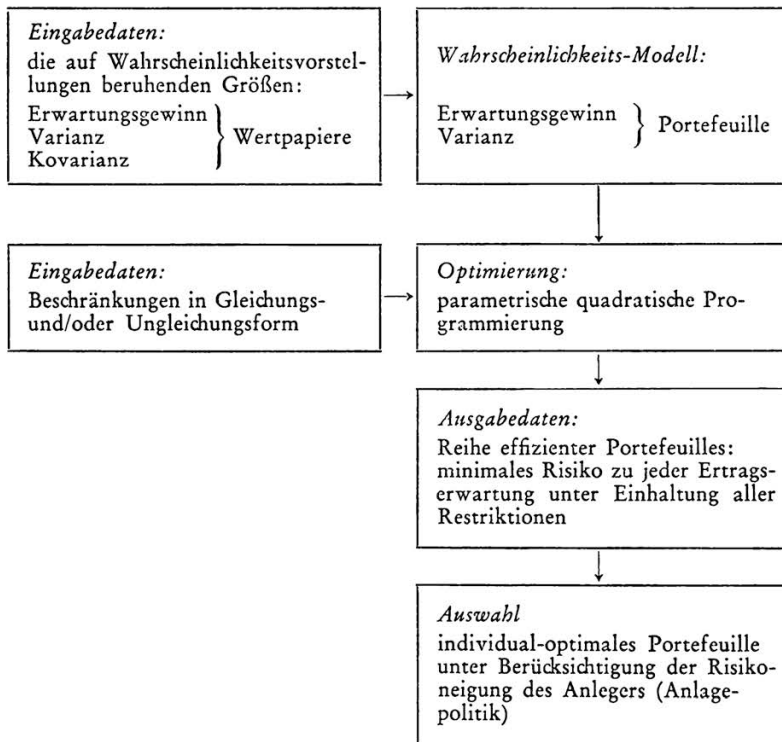 Eingabedaten:
die auf Wahrscheinlichkeitsvorstel-
lungen beruhenden Größen:
Erwartungsgewinn
Varianz
Kovarianz
Wertpapiere
Wahrscheinlichkeits-Modell:
Erwartungsgewinn
Varianz
Portefeuille
Eingabedaten:
Beschränkungen in Gleichungs-
und/oder Ungleichungsform
Optimierung:
parametrische quadratische Pro-
grammierung
Ausgabedaten:
Reihe effizienter Portefeuilles:
minimales Risiko zu jeder Ertrags-
erwartung unter Einhaltung aller
Restriktionen
Auswahl
individual-optimales Portefeuille
unter Berücksichtigung der Risiko-
neigung des Anlegers (Anlage-
politik)